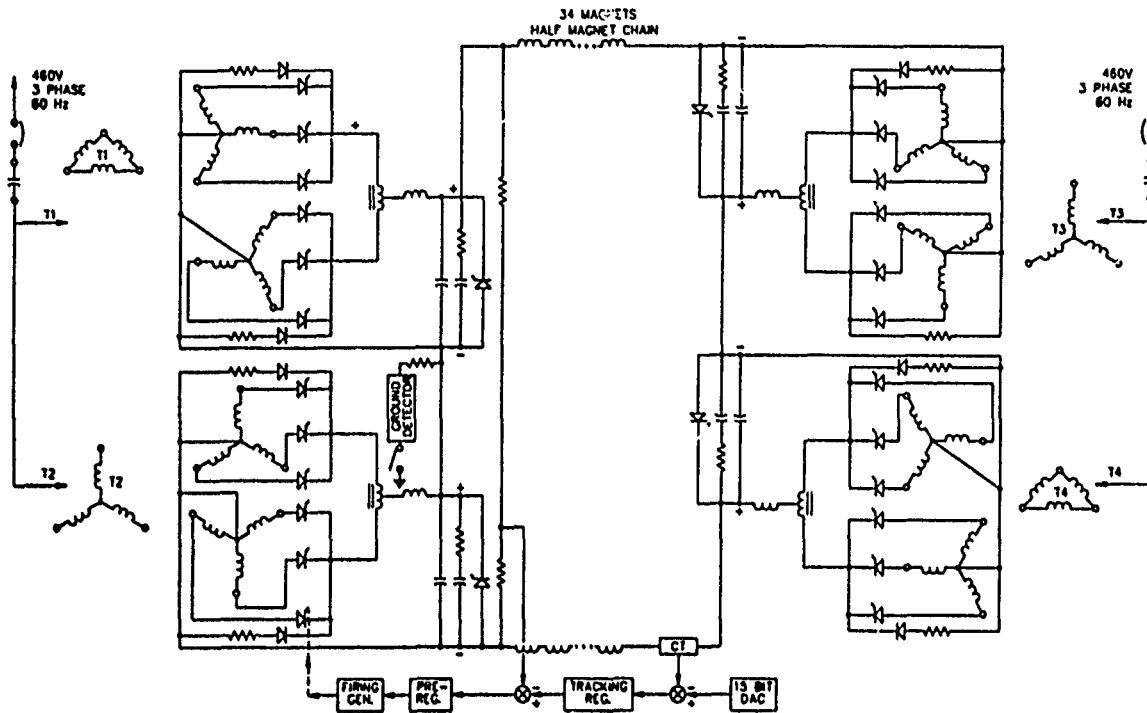 34 MAGNETS
HALF MAGNET CHAIN
460V
3 PHASE
60 Hz
T1
T1
T2
T2
460V
3 PHASE
60 Hz
T3
T3
T4
T4
GROUND
DETECTOR
CT
FIRING
GEN.
PRE-
REG.
TRACKING
REG.
15 BIT
DAC
+
+
-
+
-
-
+
-
+
+
-
-
+
-
+